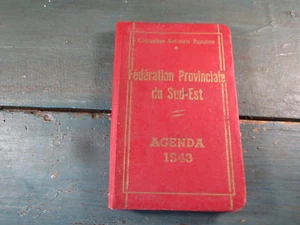 Fédération Provinciale
du Sud-Est
AGENDA
1943